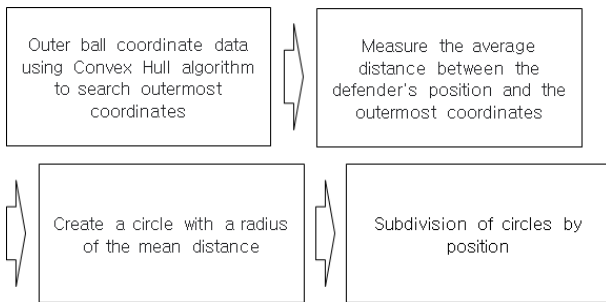 Outer ball coordinate data
using Convex Hull algorithm
to search outermost
coordinates
Measure the average
distance between the
defender's position and the
outermost coordinates
Create a circle with a radius
of the mean distance
Subdivision of circles by
position